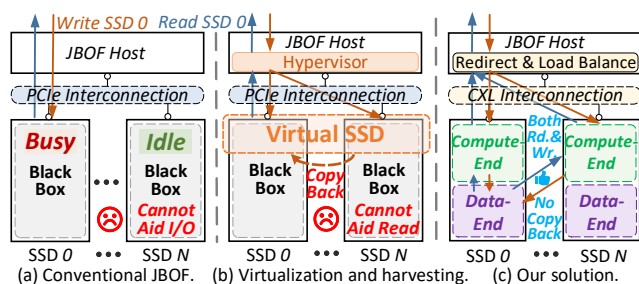 Write SSD 0 Read SSD 0
JBOF Host
PCIe Interconnection
Busy
Idle
Black Box
Black Box
Cannot Aid I/O
SSD 0
SSD N
(a) Conventional JBOF.
JBOF Host
Hypervisor
PCIe Interconnection
Virtual SSD
Black Box
Copy Back
Black Box
Cannot Aid Read
SSD 0
SSD N
(b) Virtualization and harvesting.
JBOF Host
Redirect & Load Balance
CXL Interconnection
Compute-End
Both Rd.& Wr.
Compute-End
Data-End
No Copy Back
Data-End
SSD 0
SSD N
(c) Our solution.